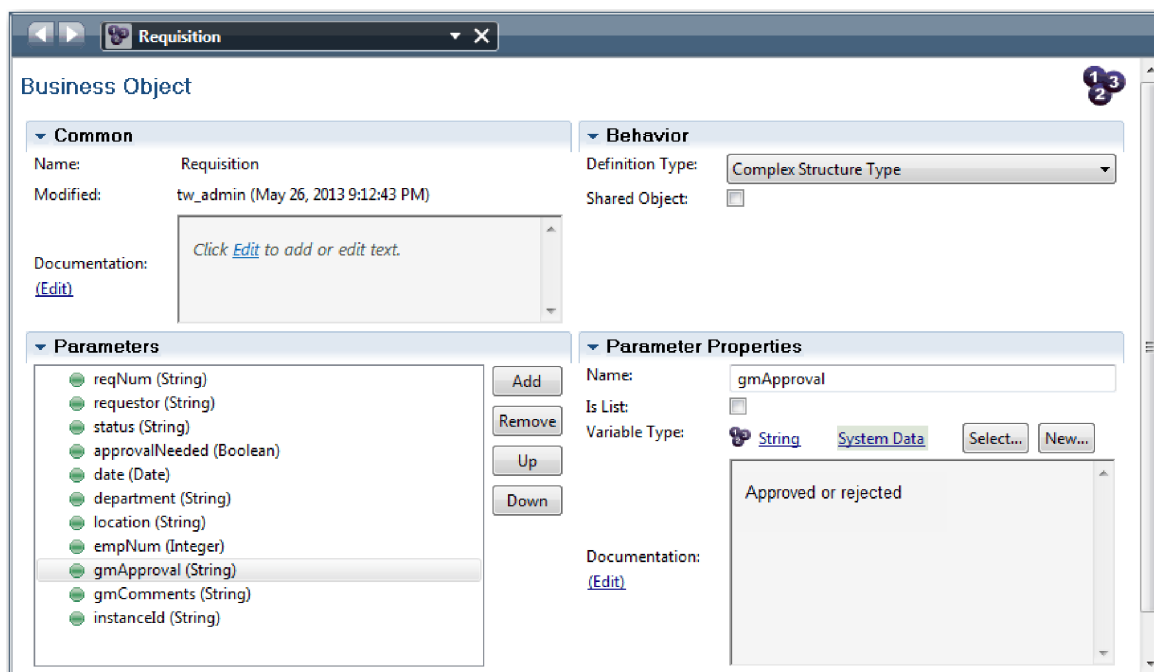 Requisition
Business Object
1 3
2
Common
Name: Requisition
Modified: tw_admin (May 26, 2013 9:12:43 PM)
Click Edit to add or edit text.
Documentation:
(Edit)
Behavior
Definition Type: Complex Structure Type
Shared Object:
Parameters
reqNum (String)
requestor (String)
status (String)
approvalNeeded (Boolean)
date (Date)
department (String)
location (String)
empNum (Integer)
gmApproval (String)
gmComments (String)
instanceId (String)
Add
Remove
Up
Down
Parameter Properties
Name: gmApproval
Is List:
Variable Type: String System Data Select... New...
Approved or rejected
Documentation:
(Edit)